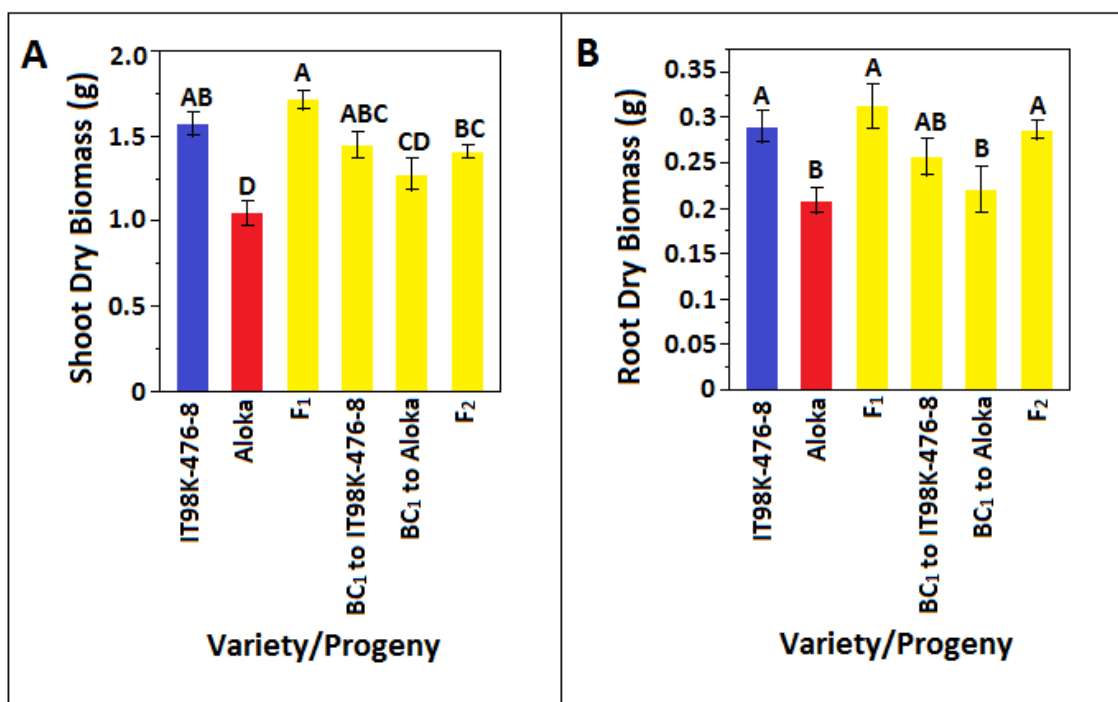 A
Shoot Dry Biomass (g)
2.0
1.5
1.0
0.5
0
AB
D
A
ABC
CD
BC
IT98K-476-8
Aloka
F₁
BC₁ to IT98K-476-8
BC₁ to Aloka
F₂
Variety/Progeny
B
Root Dry Biomass (g)
0.35
0.3
0.25
0.2
0.15
0.1
0.05
0
A
B
A
AB
B
A
IT98K-476-8
Aloka
F₁
BC₁ to IT98K-476-8
BC₁ to Aloka
F₂
Variety/Progeny